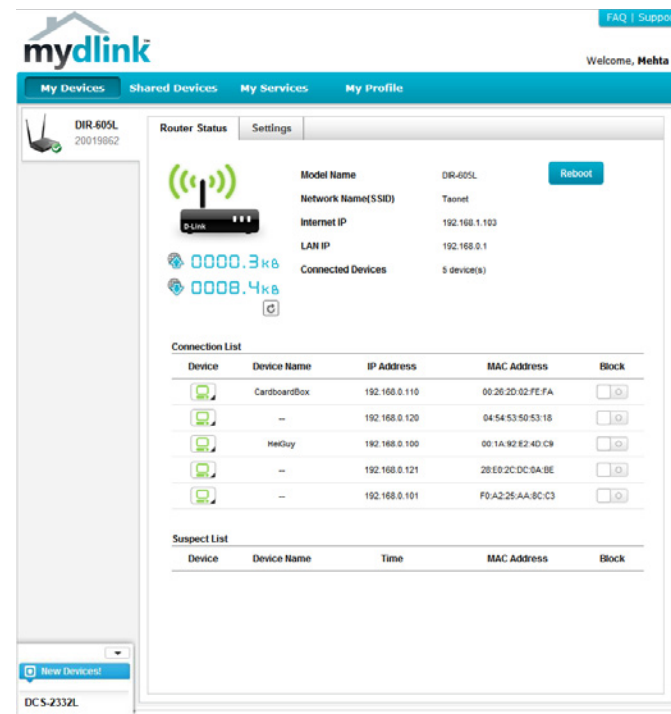 FAQ | Suppo
mydlink
Welcome, Mehta
My Devices Shared Devices My Services My Profile
DIR-605L
20019862
Router Status Settings
Model Name DIR-605L Reboot
Network Name(SSID) Taonet
D-Link
Internet IP 192.168.1.103
LAN IP 192.168.0.1
0000.3 KB
Connected Devices 5 device(s)
0008.4 KB
Connection List
Device Device Name IP Address MAC Address Block
CardboardBox 192.168.0.110 00:26:2D:02:FE:FA
-- 192.168.0.120 04:54:53:50:53:18
HeiGuy 192.168.0.100 00:1A:92:E2:4D:C9
-- 192.168.0.121 28:E0:2C:DC:0A:BE
-- 192.168.0.101 F0:A2:25:AA:8C:C3
Suspect List
Device Device Name Time MAC Address Block
New Devices!
DCS-2332L